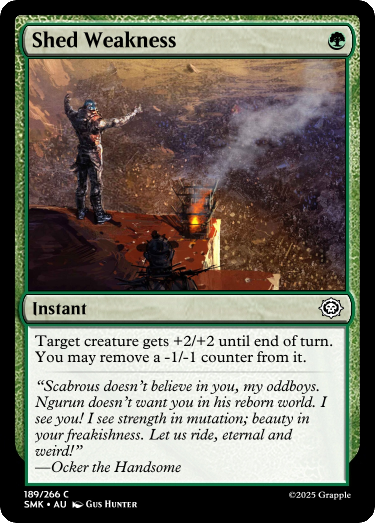 Shed Weakness
Instant
Target creature gets +2/+2 until end of turn.
You may remove a -1/-1 counter from it.
“Scabrous doesn’t believe in you, my oddboys.
Ngurun doesn’t want you in his reborn world. I
see you! I see strength in mutation; beauty in
your freakishness. Let us ride, eternal and
weird!”
—Ocker the Handsome
189/266 C
SMK • AU Gus Hunter
©2025 Grapple